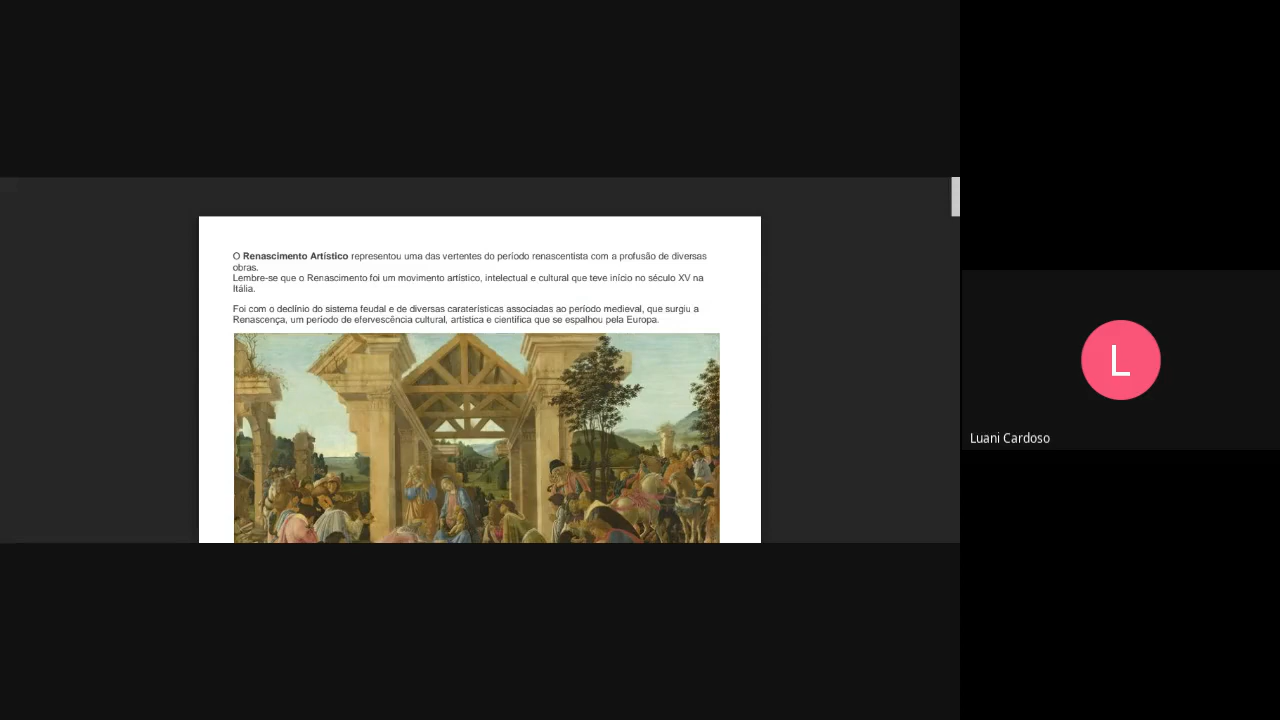 O Renascimento Artístico representou uma das vertentes do período renascentista com a profusão de diversas
obras.
Lembre-se que o Renascimento foi um movimento artístico, intelectual e cultural que teve início no século XV na
Itália.
Foi com o declínio do sistema feudal e de diversas caraterísticas associadas ao período medieval, que surgiu a
Renascença, um período de efervescência cultural, artística e científica que se espalhou pela Europa.
L
Luani Cardoso